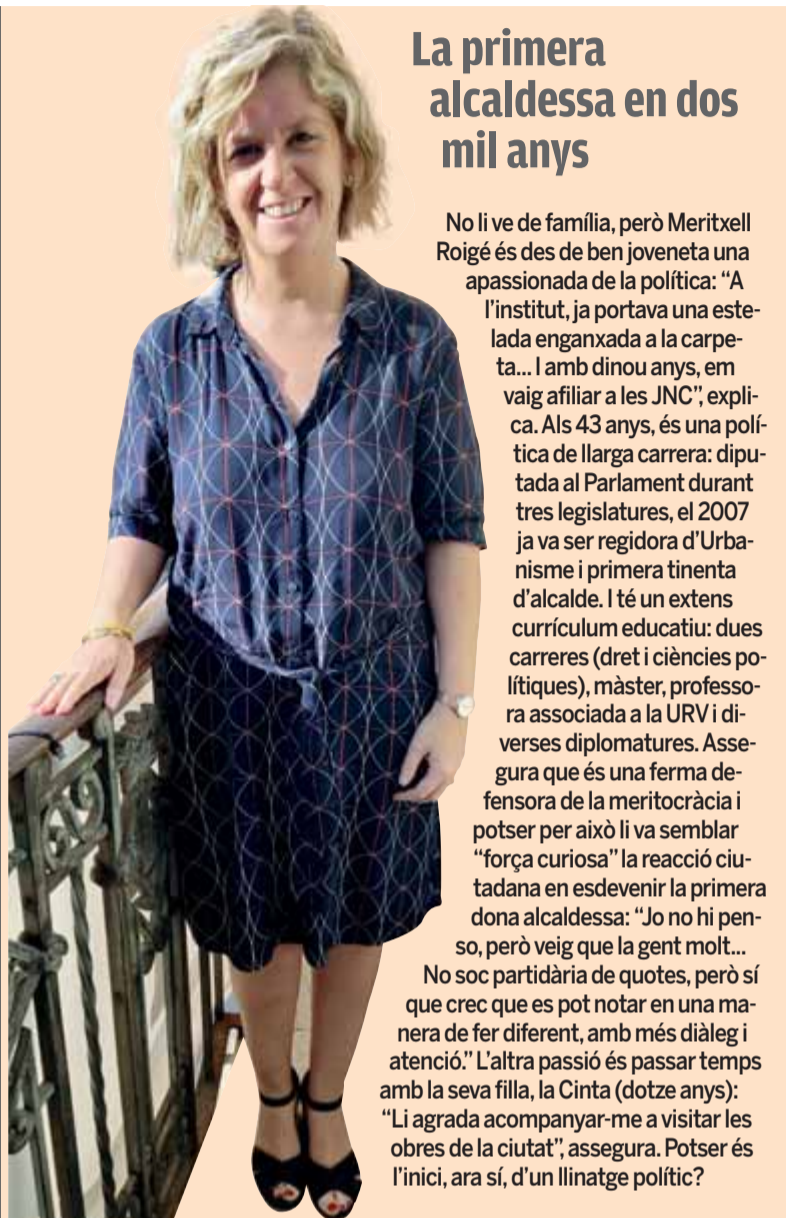 La primera
alcaldessa en dos
mil anys
No li ve de família, però Meritxell
Roigé és des de ben joveneta una
apassionada de la política: “A
l’institut, ja portava una este-
lada enganxada a la carpe-
ta... I amb dinou anys, em
vaig afiliar a les JNC”, expli-
ca. Als 43 anys, és una polí-
tica de llarga carrera: dipu-
tada al Parlament durant
tres legislatures, el 2007
ja va ser regidora d’Urba-
nisme i primera tinenta
d’alcalde. I té un extens
currículum educatiu: dues
carreres (dret i ciències po-
lítiques), màster, professo-
ra associada a la URV i di-
verses diplomatures. Asse-
gura que és una ferma de-
fensora de la meritocràcia i
potser per això li va semblar
“força curiosa” la reacció ciu-
tadana en esdevenir la primera
dona alcaldessa: “Jo no hi pen-
so, però veig que la gent molt...
No soc partidària de quotes, però sí
que crec que es pot notar en una ma-
nera de fer diferent, amb més diàleg i
atenció.” L’altra passió és passar temps
amb la seva filla, la Cinta (dotze anys):
“Li agrada acompanyar-me a visitar les
obres de la ciutat”, assegura. Potser és
l’inici, ara sí, d’un llinatge polític?